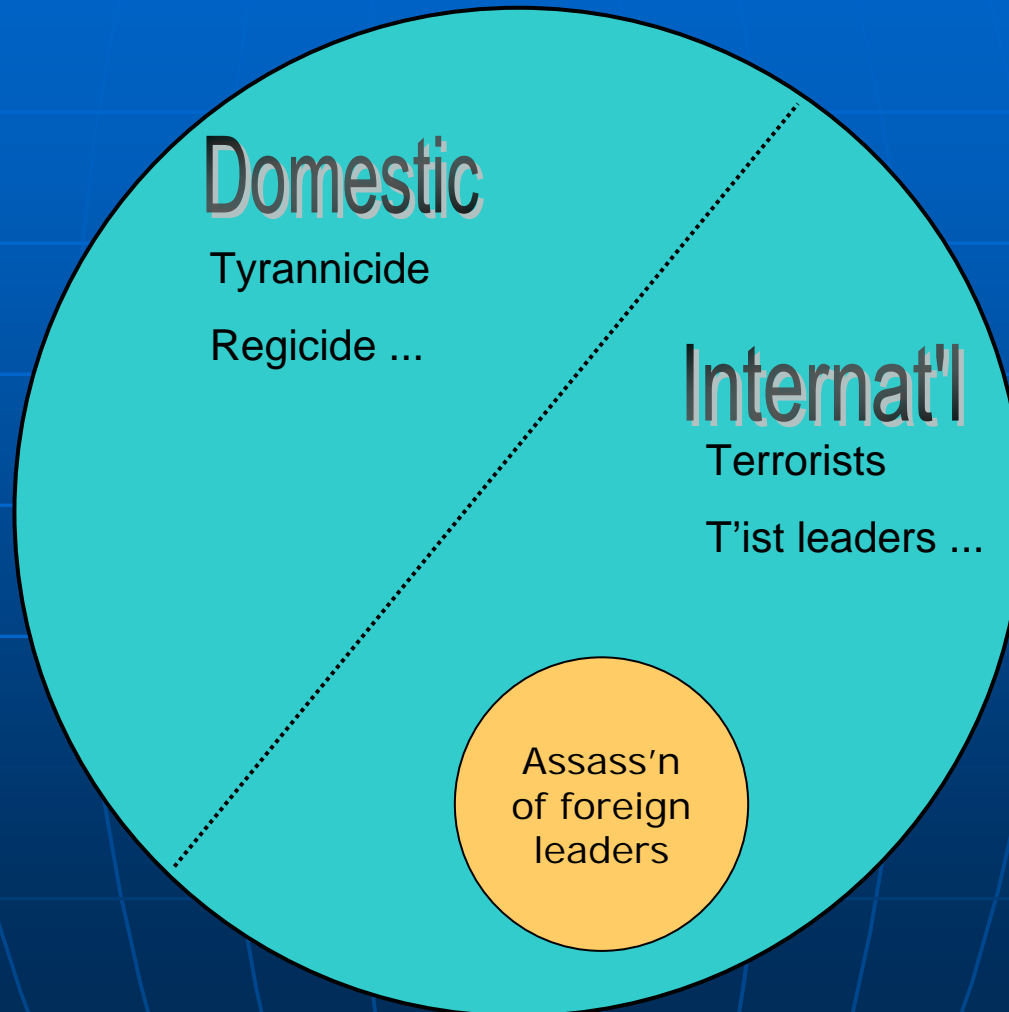 Domestic
Tyrannicide
Regicide ...
Internat'l
Terrorists
T’ist leaders ...
Assass’n
of foreign
leaders